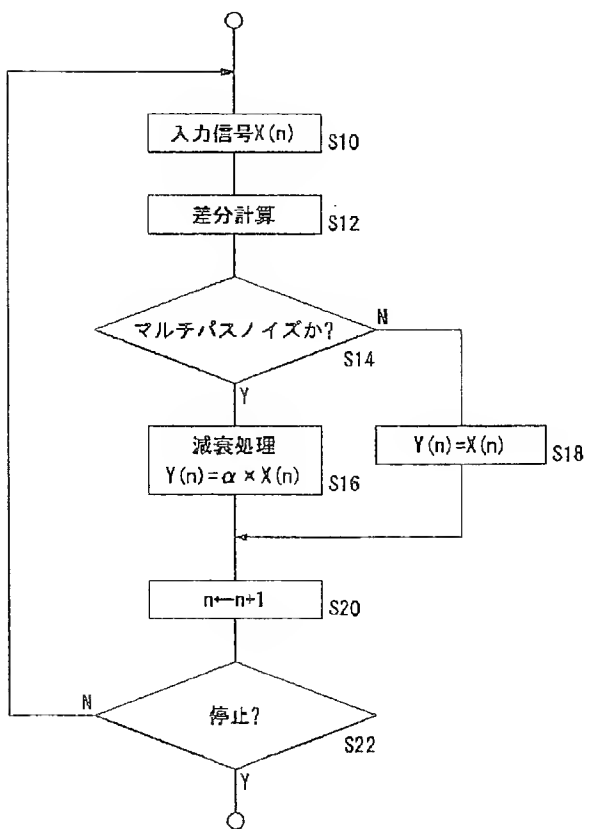 入力信号X(n)
S10
差分計算
S12
マルチパスノイズか?
N
S14
Y
減衰処理
Y(n)=α×X(n)
S16
Y(n)=X(n)
S18
n←n+1
S20
N
停止?
S22
Y